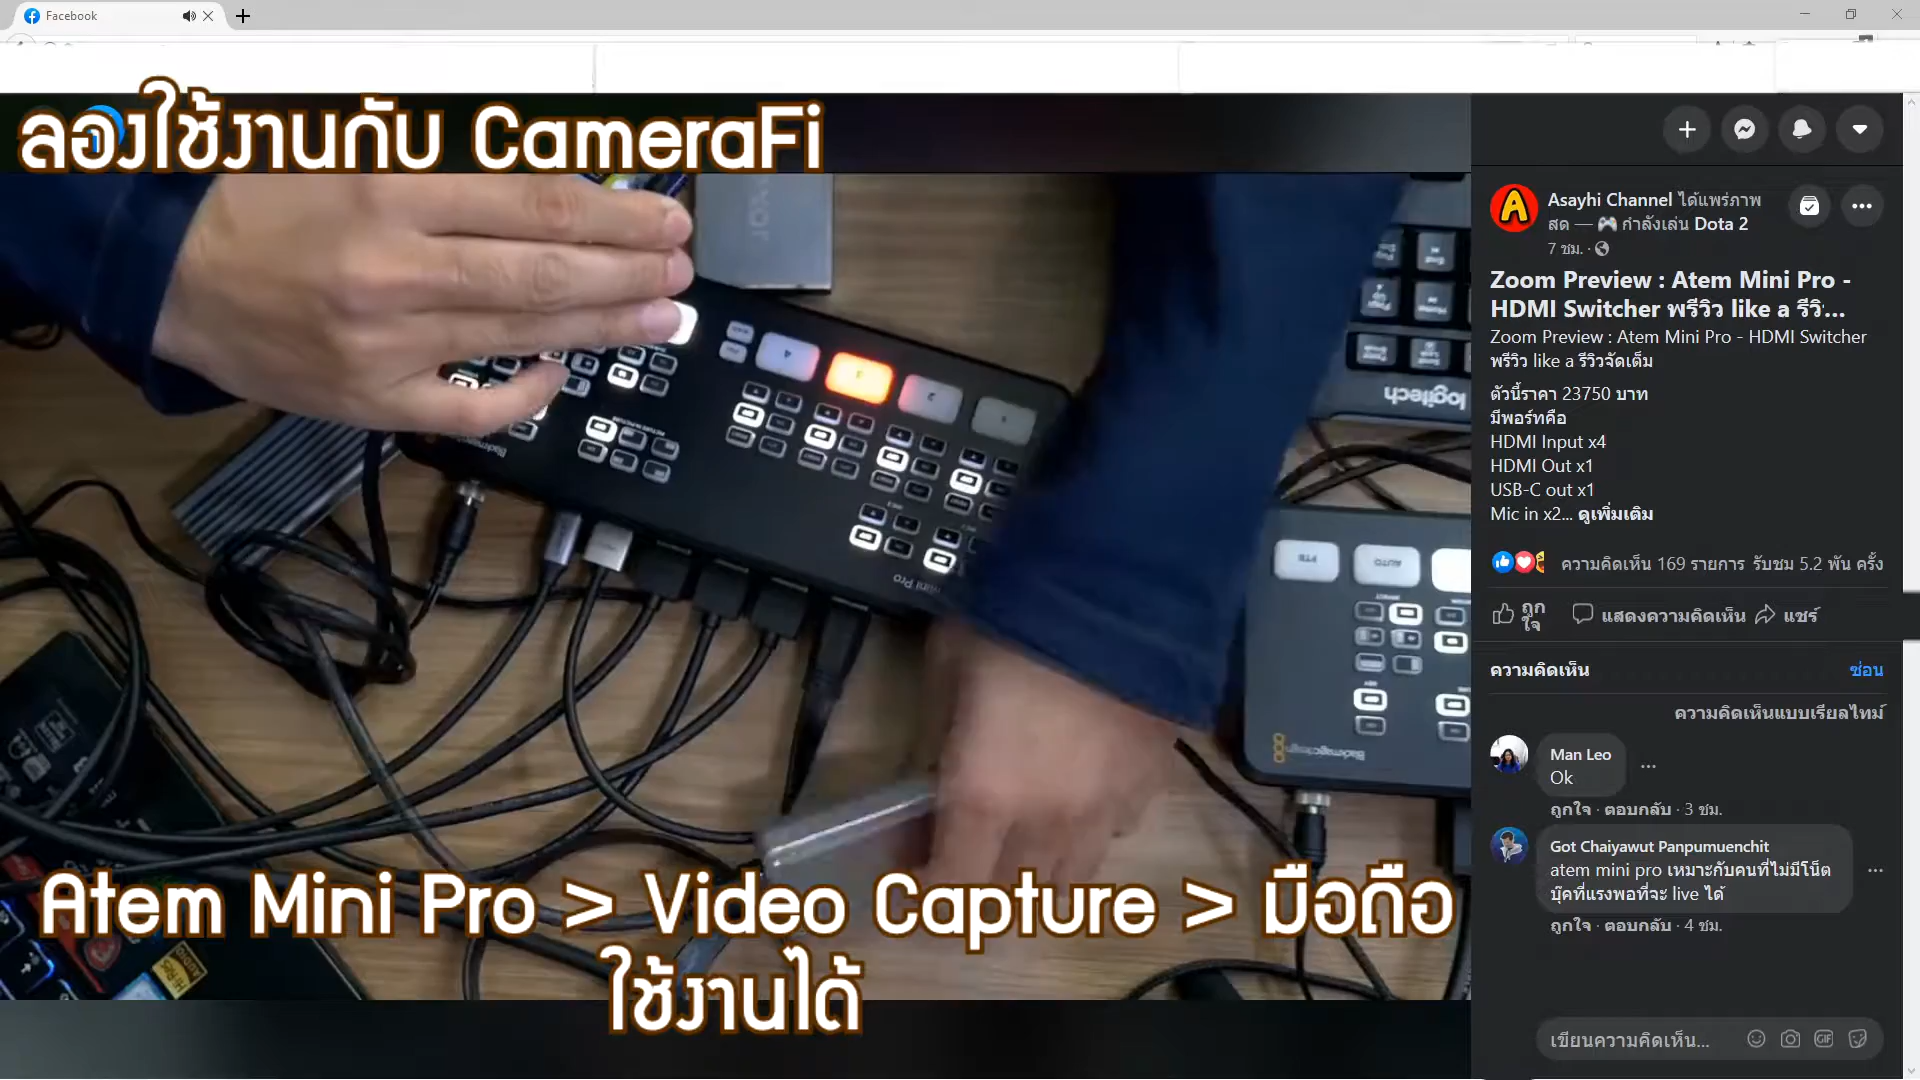 Facebook
ลองใช้งานกับ CameraFi
Atem Mini Pro > Video Capture > มือถือ
ใช้งานได้
logitech
4
3
2
Mini Pro
FTB
AUTO
Blackmagicdesign
Asayhi Channel ได้แพร่ภาพ
สด — 🎮 กำลังเล่น Dota 2
7 ชม. ·
Zoom Preview : Atem Mini Pro -
HDMI Switcher พรีวิว like a รีวิ...
Zoom Preview : Atem Mini Pro - HDMI Switcher
พรีวิว like a รีวิวจัดเต็ม
ตัวนี้ราคา 23750 บาท
มีพอร์ทคือ
HDMI Input x4
HDMI Out x1
USB-C out x1
Mic in x2... ดูเพิ่มเติม
ความคิดเห็น 169 รายการ รับชม 5.2 พัน ครั้ง
ถูกใจ
แสดงความคิดเห็น
แชร์
ความคิดเห็น
ซ่อน
ความคิดเห็นแบบเรียลไทม์
Man Leo
Ok
ถูกใจ · ตอบกลับ · 3 ชม.
Got Chaiyawut Panpumuenchit
atem mini pro เหมาะกับคนที่ไม่มีโน็ต
บุ๊คที่แรงพอที่จะ live ได้
ถูกใจ · ตอบกลับ · 4 ชม.
เขียนความคิดเห็น...
GIF